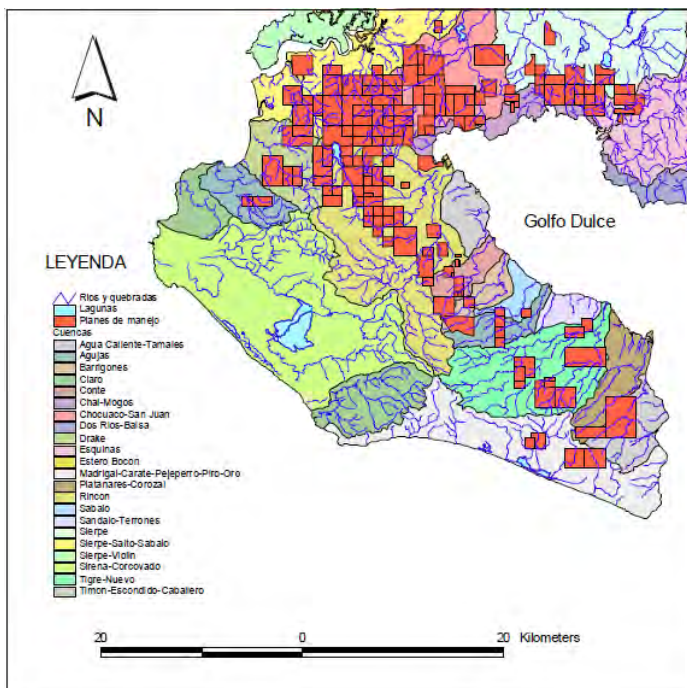 N
Golfo Dulce
LEYENDA
Rios y quebradas
Lagunas
Planes de manejo
Cuencas
Agua Caliente-Tamales
Agujas
Barrigones
Claro
Conte
Chal-Mogos
Chocuaco-San Juan
Dos Rios-Balsa
Drake
Esquinas
Estero Bocon
Madrigal-Carate-Pejeperro-Piro-Oro
Platanares-Corozal
Rincon
Sabalo
Sandalo-Terrones
Sierpe
Sierpe-Salto-Sabalo
Sierpe-Violin
Sirena-Corcovado
Tigre-Nuevo
Timon-Escondido-Caballero
20 0 20 Kilometers